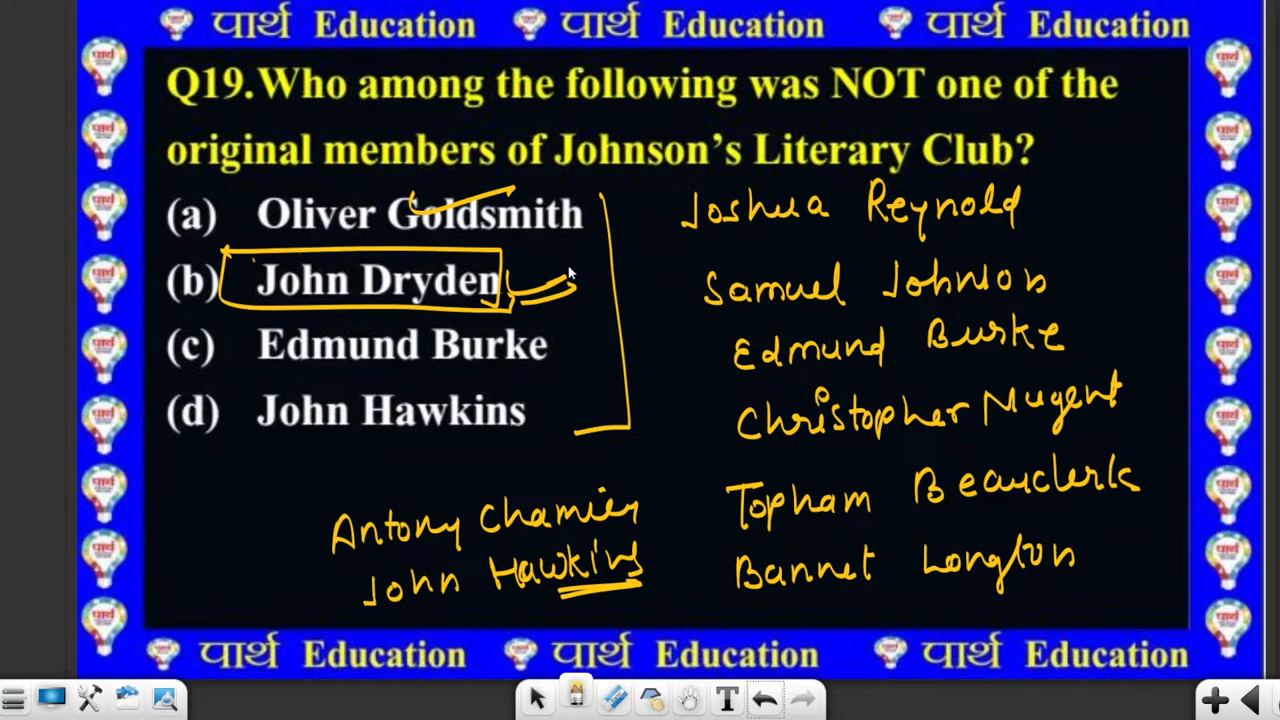 पार्थ Education पार्थ Education पार्थ Education
Q19.Who among the following was NOT one of the
original members of Johnson’s Literary Club?
(a) Oliver Goldsmith
(b) John Dryden
(c) Edmund Burke
(d) John Hawkins
Joshua Reynold
Samuel Johnson
Edmund Burke
Christopher Nugent
Topham Beauclerk
Bannet Longton
Antony Chamier
John Hawkins
पार्थ Education पार्थ Education पार्थ Education